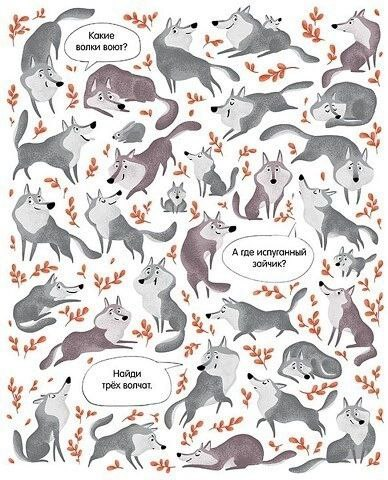 Какие
волки воют?
А где испуганный
зайчик?
Найди
трёх волчат.